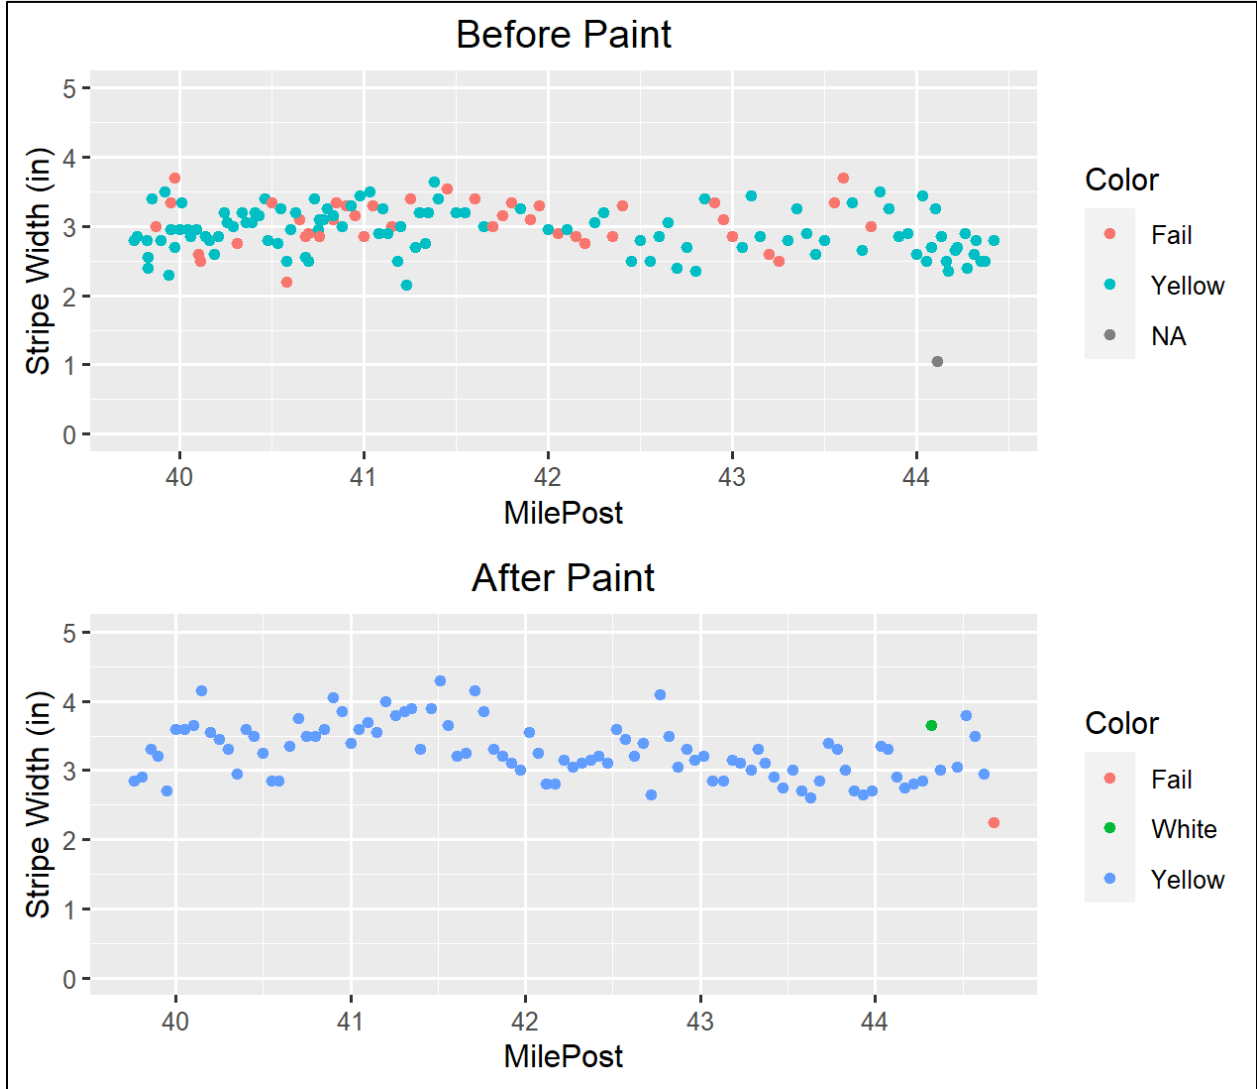 Before Paint
5
4
3
2
1
0
Stripe Width (in)
40 41 42 43 44
MilePost
Color
Fail
Yellow
NA
After Paint
5
4
3
2
1
0
Stripe Width (in)
40 41 42 43 44
MilePost
Color
Fail
White
Yellow